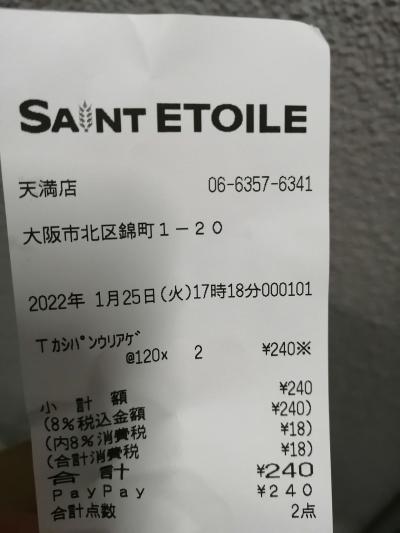 SAINT ETOILE
天満店 06-6357-6341
大阪市北区錦町1-20
2022年 1月25日(火)17時18分000101
T ｶｼﾊﾟﾝｳﾘｱｹﾞ
@120× 2 ¥240※
小 計 額 ¥240
(8%税込金額 ¥240)
(内8%消費税 ¥18)
(合計消費税 ¥18)
合 計 ¥240
PayPay ¥240
合計点数 2点